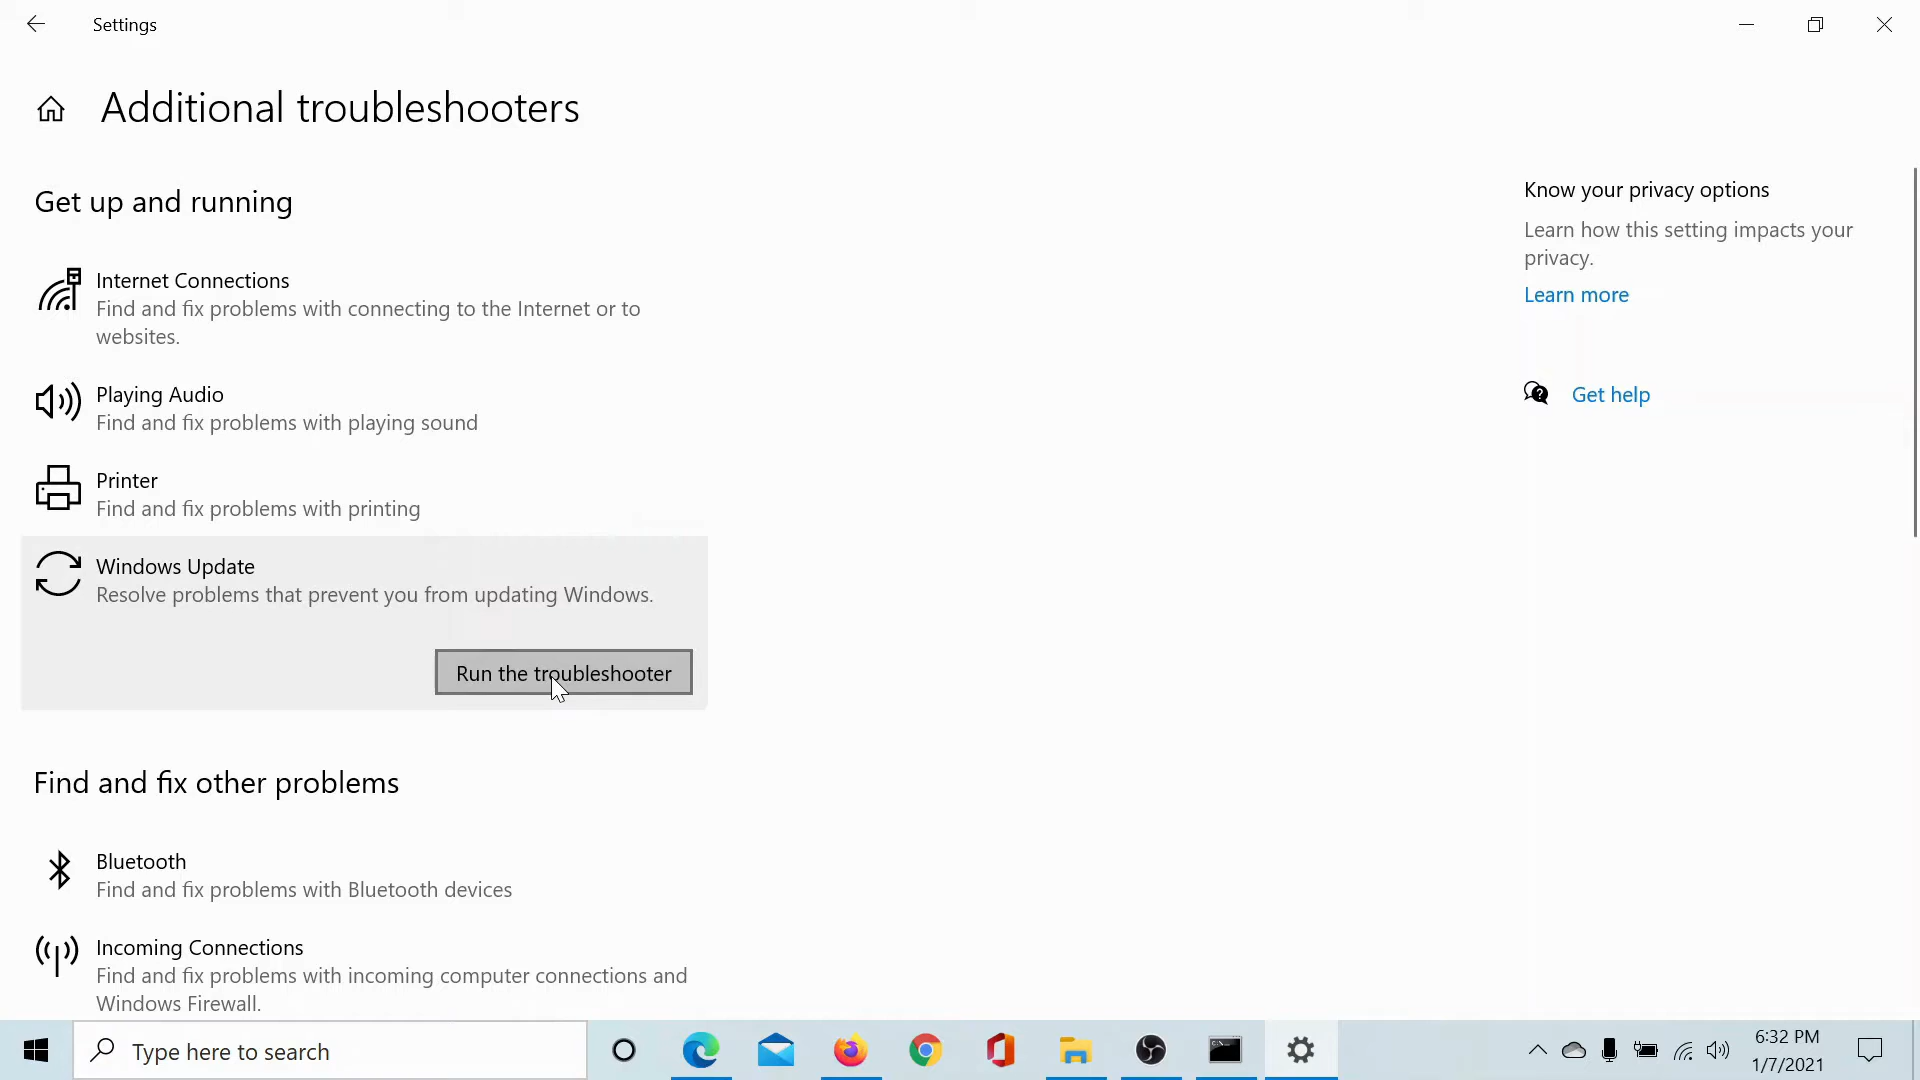 Settings
Additional troubleshooters
Get up and running
Internet Connections
Find and fix problems with connecting to the Internet or to
websites.
Playing Audio
Find and fix problems with playing sound
Printer
Find and fix problems with printing
Windows Update
Resolve problems that prevent you from updating Windows.
Run the troubleshooter
Find and fix other problems
Bluetooth
Find and fix problems with Bluetooth devices
Incoming Connections
Find and fix problems with incoming computer connections and
Windows Firewall.
Know your privacy options
Learn how this setting impacts your
privacy.
Learn more
Get help
Type here to search
6:32 PM
1/7/2021